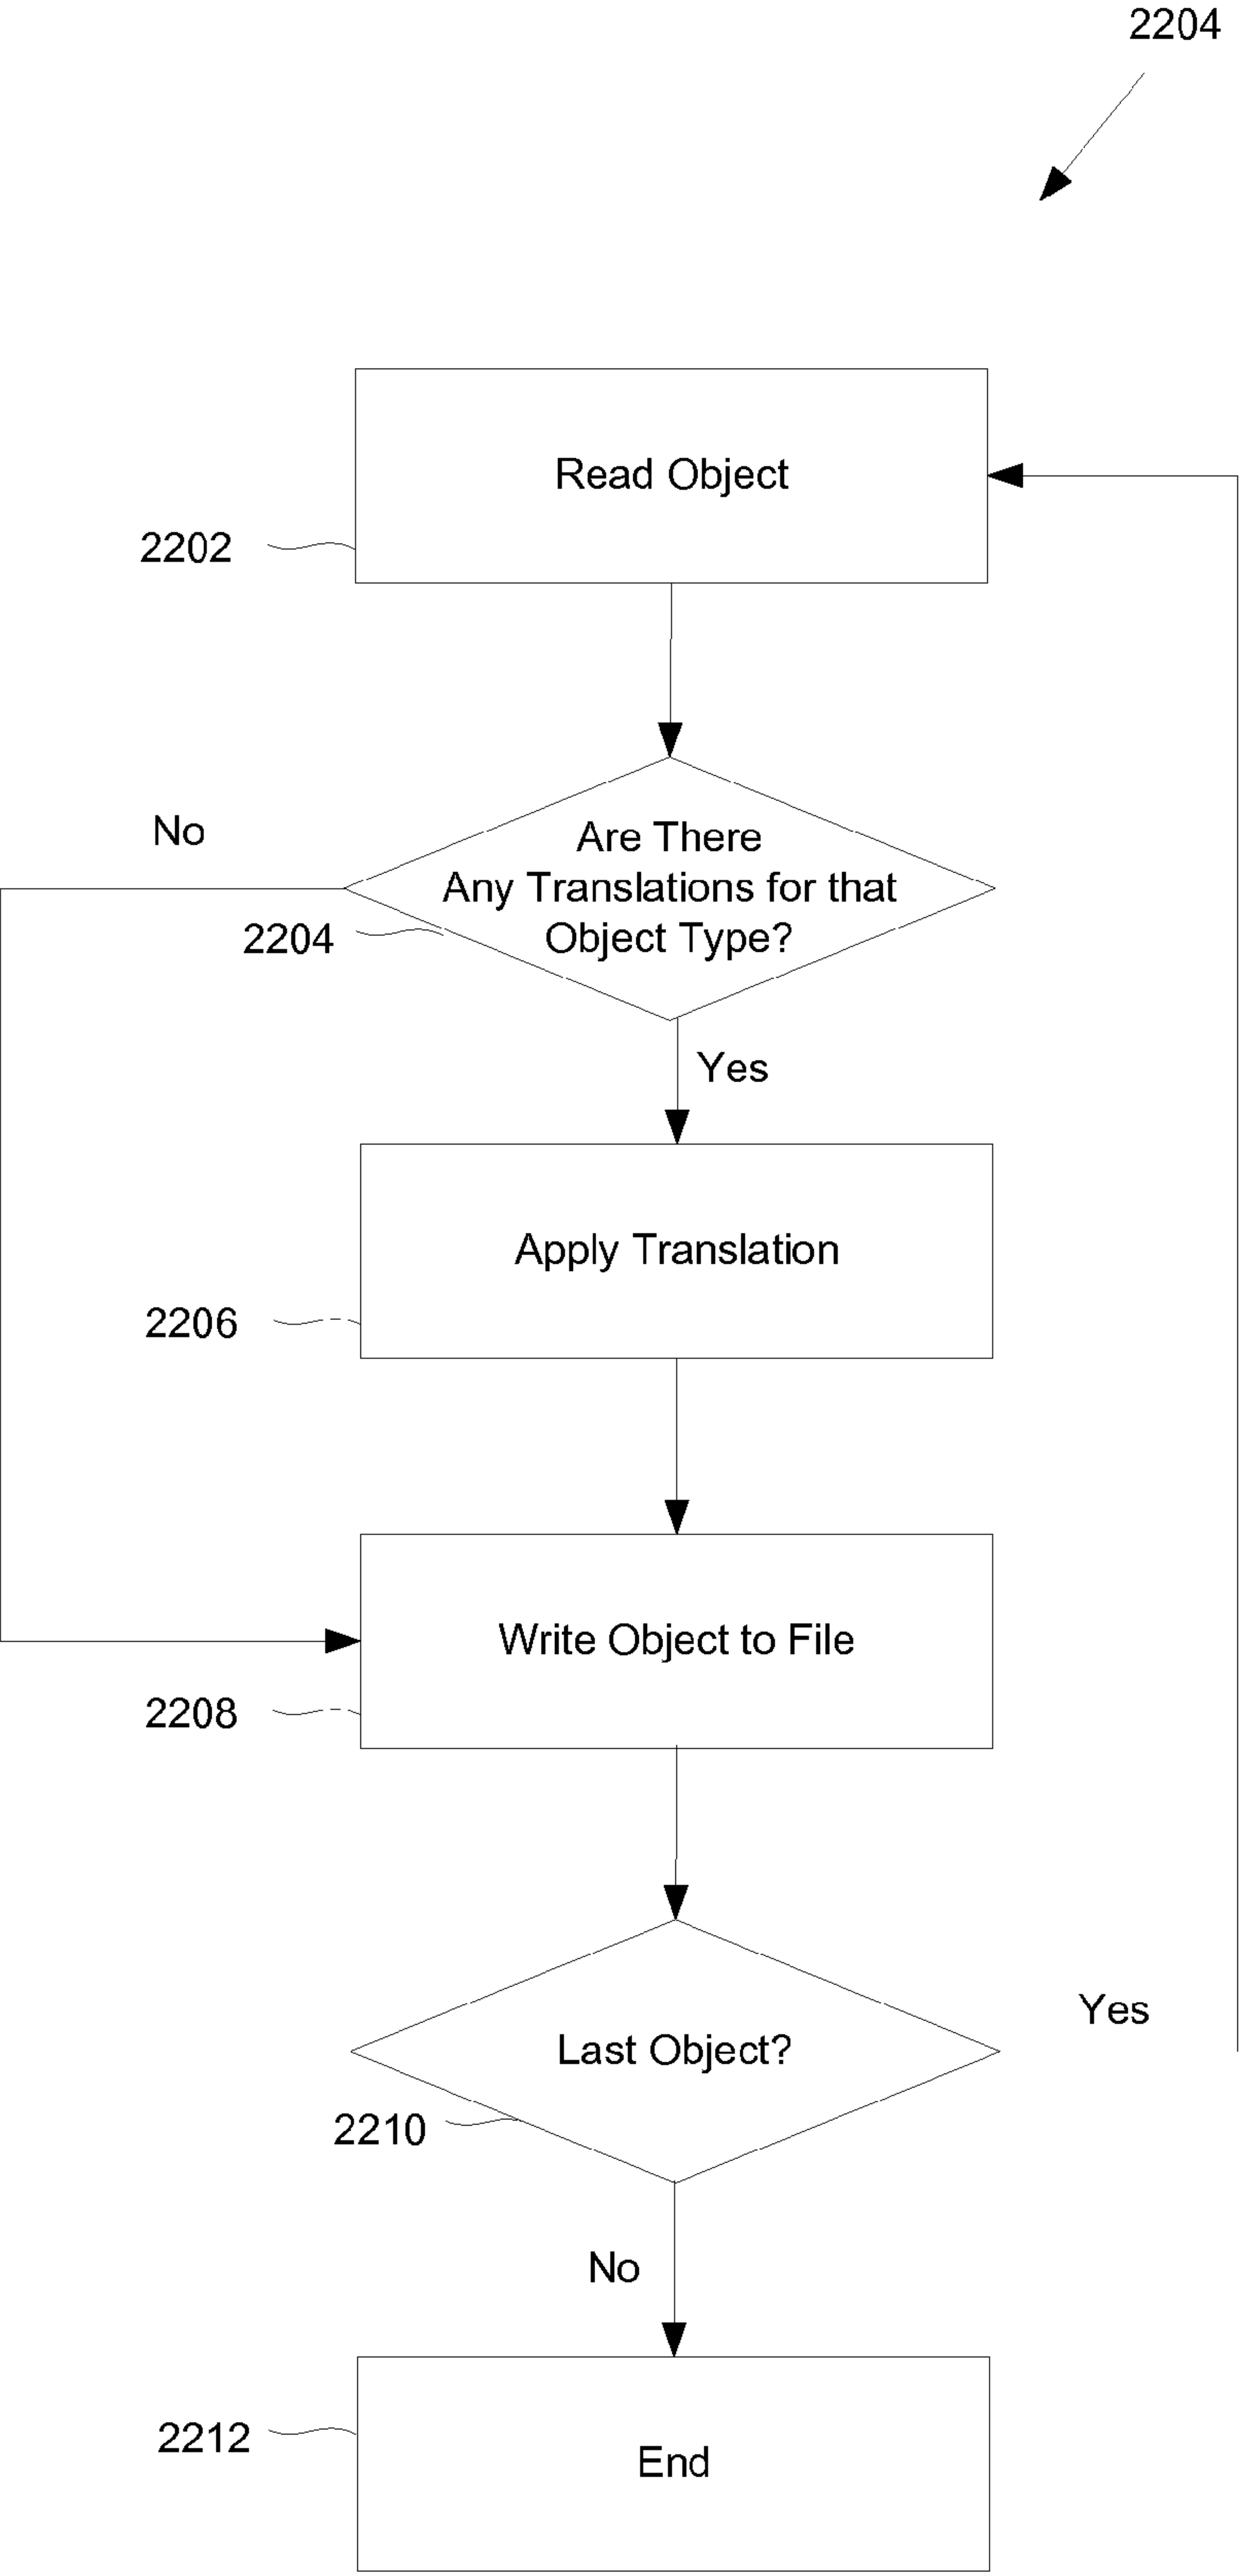 2204
Read Object
2202
No
Are There
Any Translations for that
Object Type?
2204
Yes
Apply Translation
2206
Write Object to File
2208
Last Object?
Yes
2210
No
2212
End